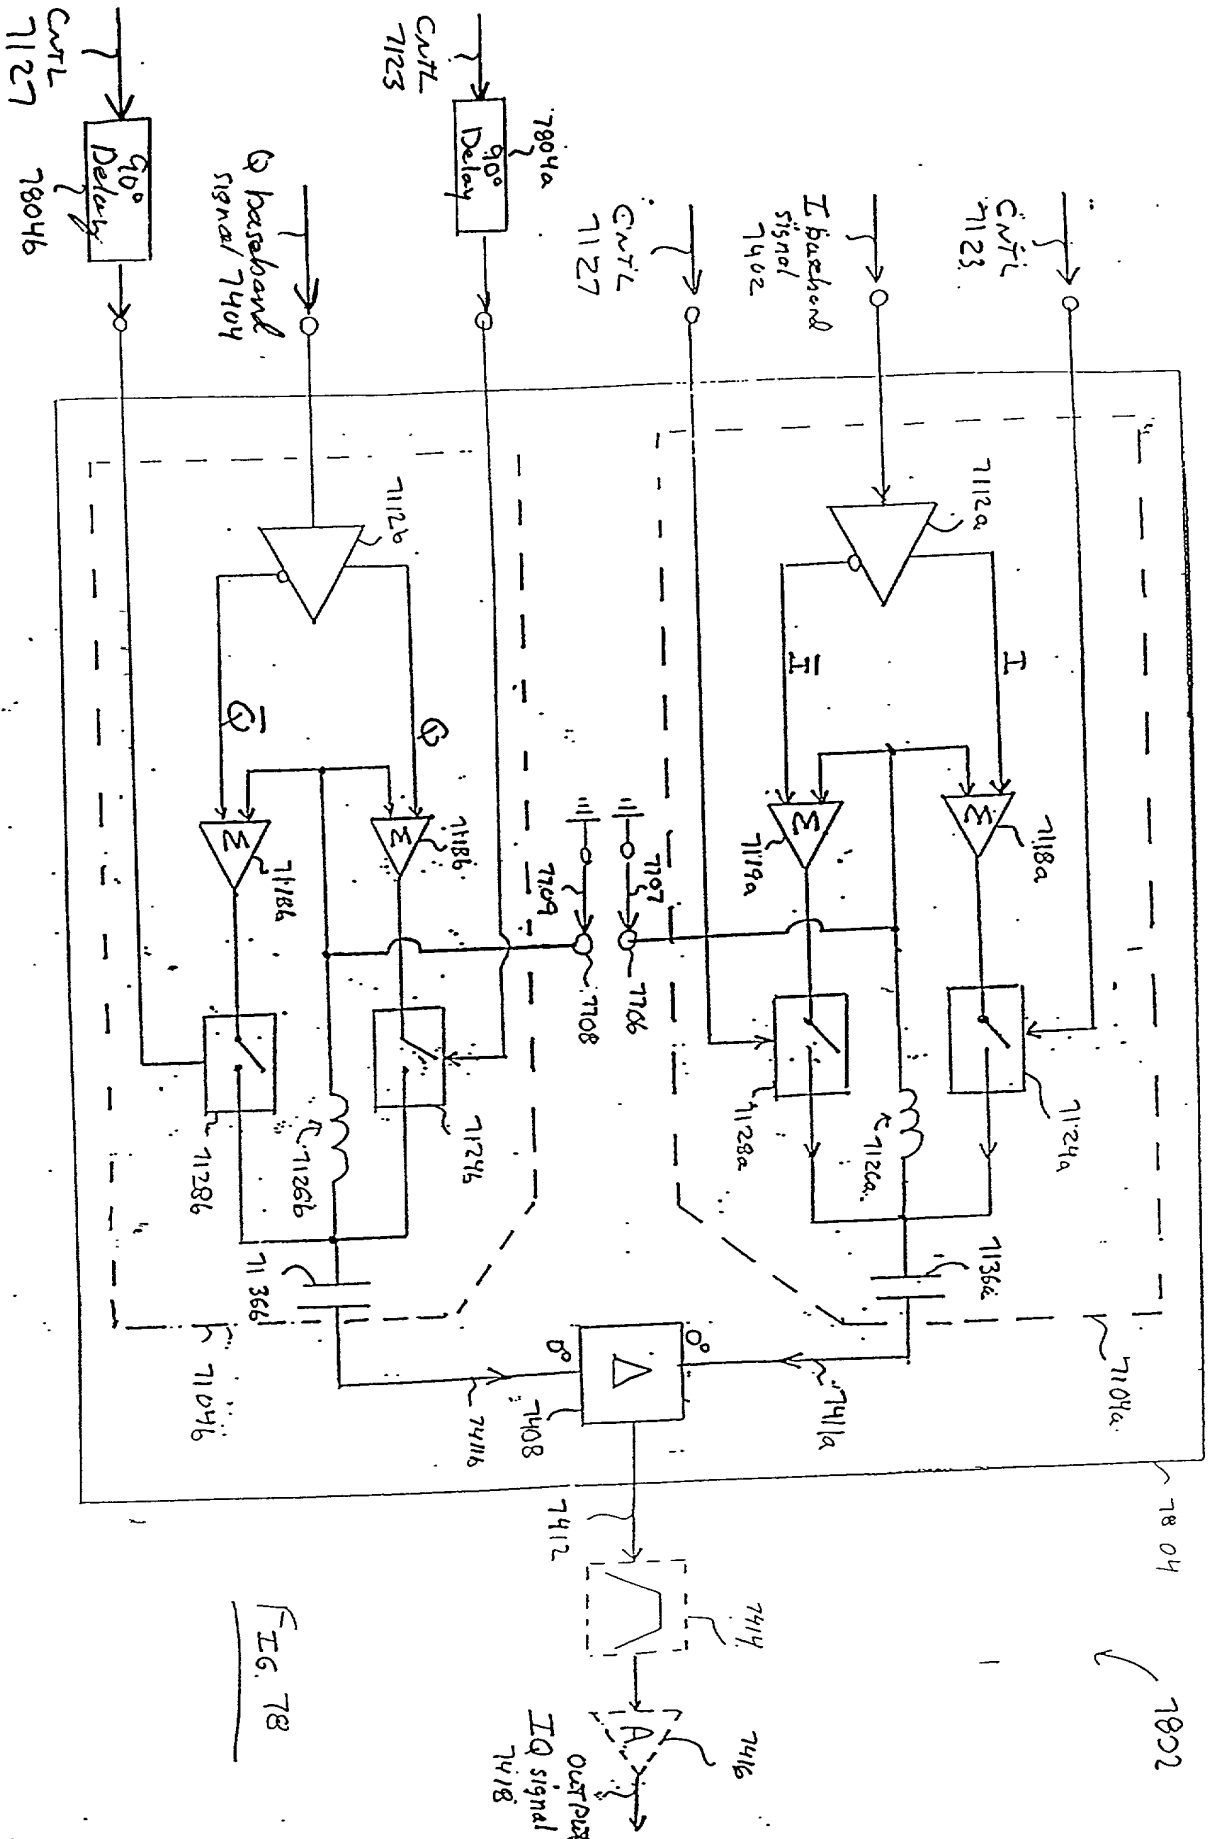 7802
7804
CNTL
7123
I baseband
signal
7402
CNTL
7127
7804a
90°
Delay
CNTL
7123
Q baseband
signal 7404
90°
Delay
7804b
CNTL
7127
7112a
I
I̅
Σ
7118a
Σ
7119a
7124a
7126a
7128a
7136a
7104a
7707
7706
7709
7708
7112b
Q
Q̅
Σ
7118b
Σ
7118b
7124b
7126b
7128b
7136b
7104b
7411a
0°
0°
7411b
7408
7412
7414
A
7416
OUTPUT
IQ signal
7418
FIG. 78